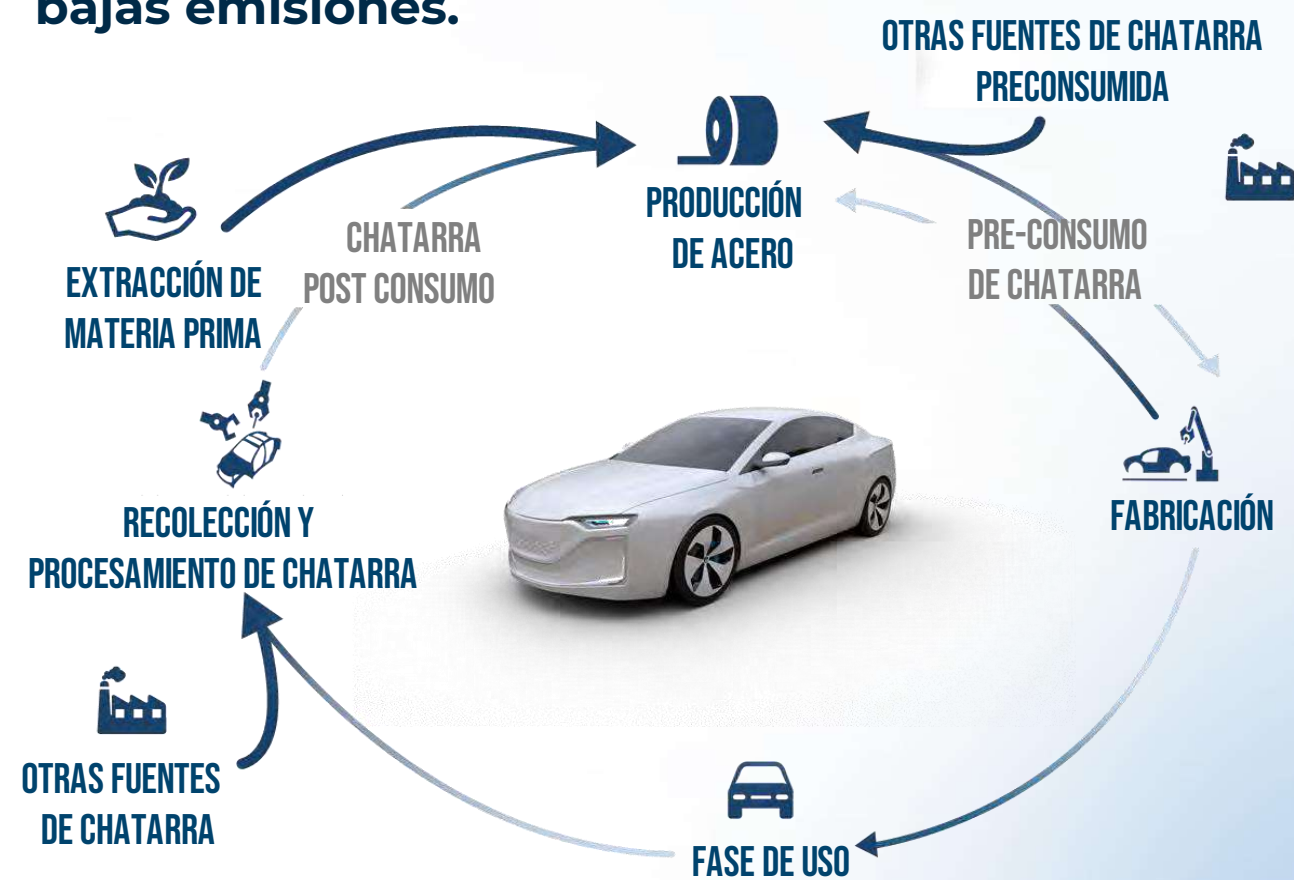 bajas emisiones.
OTRAS FUENTES DE CHATARRA
PRECONSUMIDA
PRODUCCIÓN
DE ACERO
CHATARRA
POST CONSUMO
PRE-CONSUMO
DE CHATARRA
EXTRACCIÓN DE
MATERIA PRIMA
RECOLECCIÓN Y
PROCESAMIENTO DE CHATARRA
FABRICACIÓN
OTRAS FUENTES
DE CHATARRA
FASE DE USO